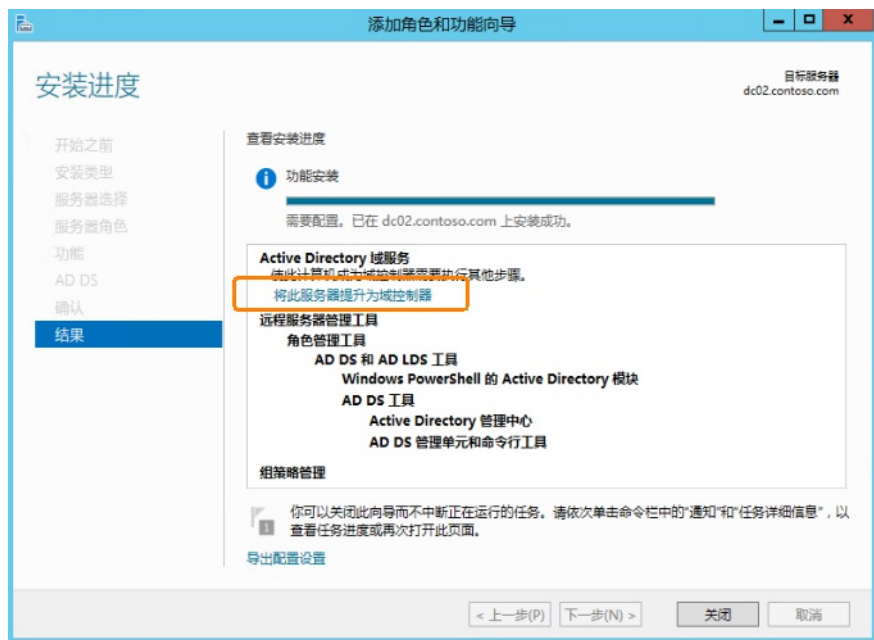 添加角色和功能向导
安装进度
目标服务器
dc02.contoso.com
开始之前
安装类型
服务器选择
服务器角色
功能
AD DS
确认
结果
查看安装进度
功能安装
需要配置。已在 dc02.contoso.com 上安装成功。
Active Directory 域服务
使此计算机成为域控制器需要执行其他步骤。
将此服务器提升为域控制器
远程服务器管理工具
角色管理工具
AD DS 和 AD LDS 工具
Windows PowerShell 的 Active Directory 模块
AD DS 工具
Active Directory 管理中心
AD DS 管理单元和命令行工具
组策略管理
1
你可以关闭此向导而不中断正在运行的任务。请依次单击命令栏中的"通知"和"任务详细信息"，以
查看任务进度或再次打开此页面。
导出配置设置
< 上一步(P)
下一步(N) >
关闭
取消